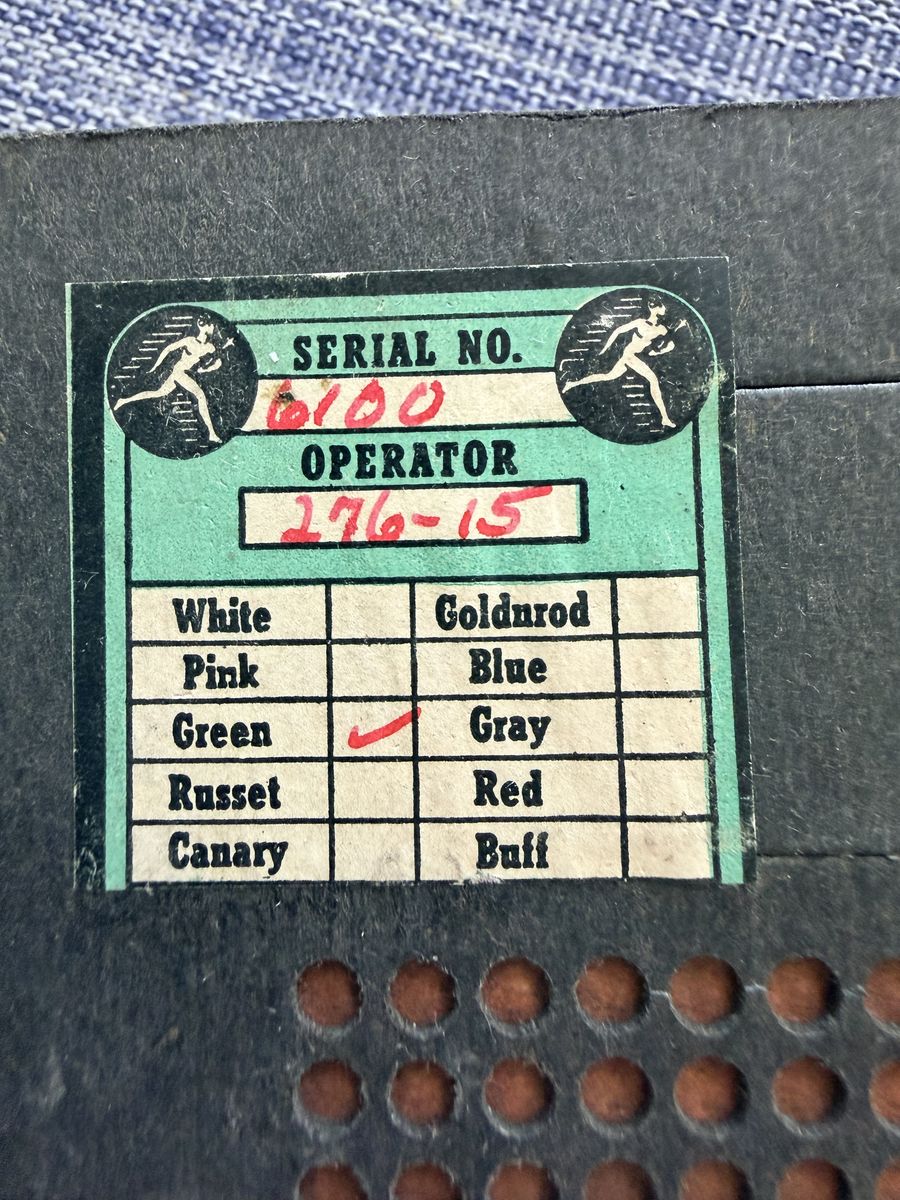 SERIAL NO.
6100
OPERATOR
276-15
White Goldnrod
Pink Blue
Green ✓ Gray
Russet Red
Canary Buff